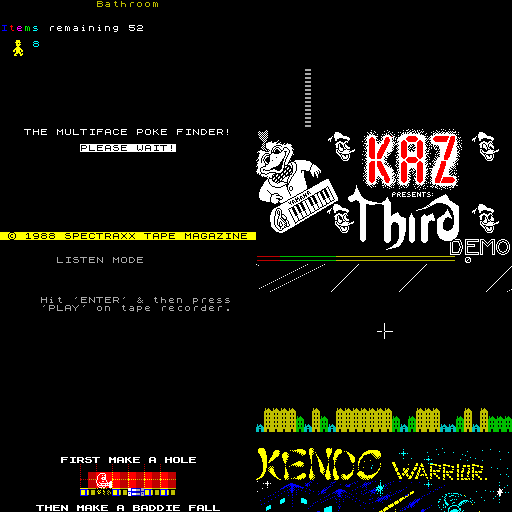 Bathroom
Items remaining 52
8
THE MULTIFACE POKE FINDER!
PLEASE WAIT!
© 1988 SPECTRAXX TAPE MAGAZINE
LISTEN MODE
Hit 'ENTER' & then press
'PLAY' on tape recorder.
FIRST MAKE A HOLE
THEN MAKE A BADDIE FALL
KAZ
PRESENTS:
YAMAHA
Third
DEMO
0
KENDO WARRIOR.